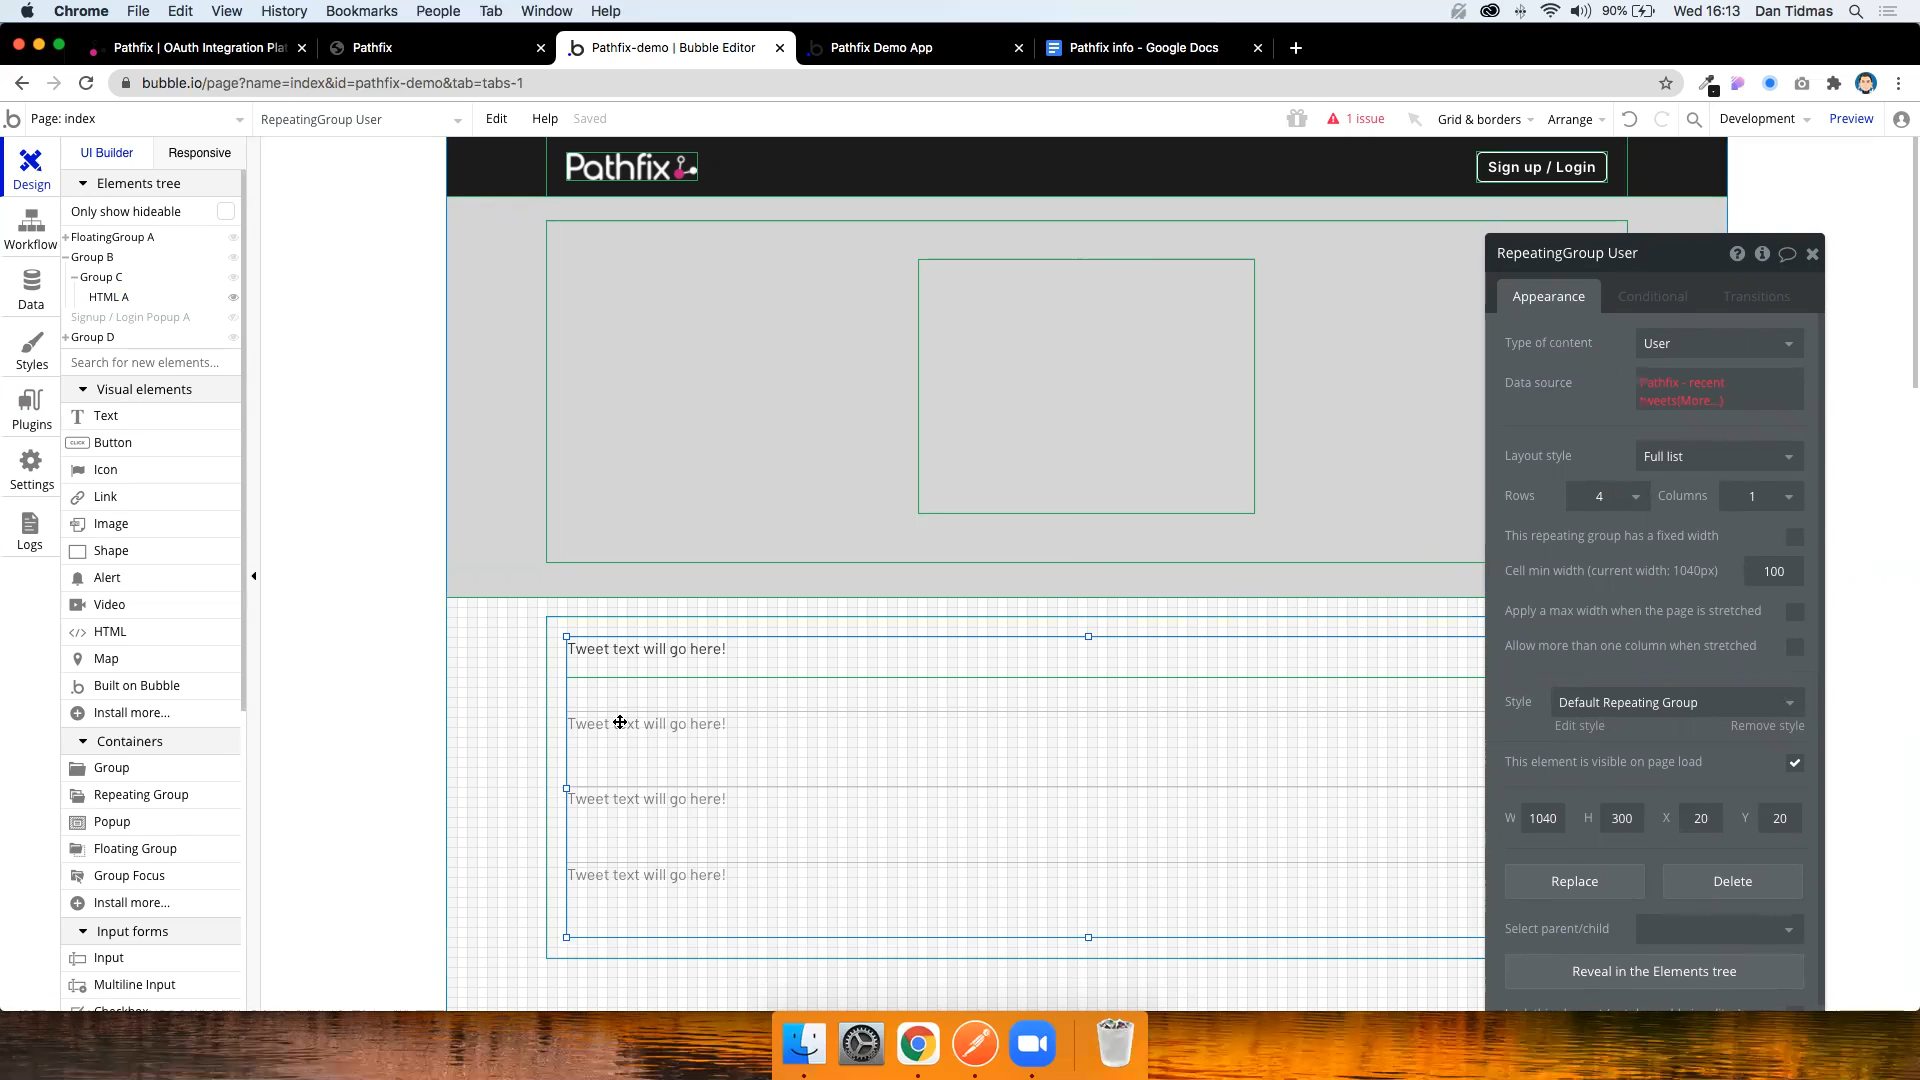 Chrome File Edit View History Bookmarks People Tab Window Help 90% Wed 16:13 Dan Tidmas
Pathfix | OAuth Integration Plat
Pathfix
Pathfix-demo | Bubble Editor
Pathfix Demo App
Pathfix info - Google Docs
bubble.io/page?name=index&id=pathfix-demo&tab=tabs-1
Page: index
RepeatingGroup User
Edit
Help
Saved
1 issue
Grid & borders
Arrange
Development
Preview
Design
Workflow
Data
Styles
Plugins
Settings
Logs
UI Builder
Responsive
Elements tree
Only show hideable
FloatingGroup A
Group B
Group C
HTML A
Signup / Login Popup A
Group D
Search for new elements...
Visual elements
Text
CLICK
Button
Icon
Link
Image
Shape
Alert
Video
HTML
Map
Built on Bubble
Install more...
Containers
Group
Repeating Group
Popup
Floating Group
Group Focus
Install more...
Input forms
Input
Multiline Input
Pathfix
Sign up / Login
Tweet text will go here!
Tweet text will go here!
Tweet text will go here!
Tweet text will go here!
RepeatingGroup User
Appearance
Conditional
Transitions
Type of content
User
Data source
Pathfix - recent
tweets(More...)
Layout style
Full list
Rows
4
Columns
1
This repeating group has a fixed width
Cell min width (current width: 1040px)
100
Apply a max width when the page is stretched
Allow more than one column when stretched
Style
Default Repeating Group
Edit style
Remove style
This element is visible on page load
W 1040 H 300 X 20 Y 20
Replace
Delete
Select parent/child
Reveal in the Elements tree